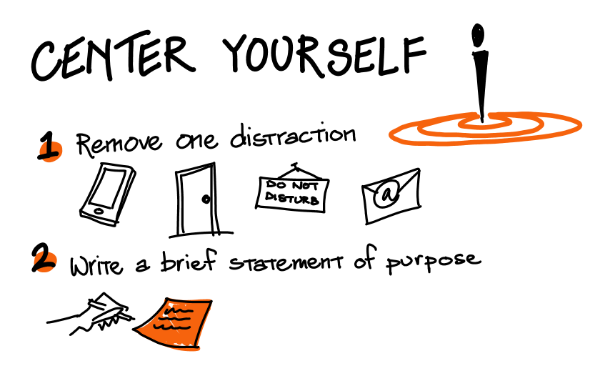 CENTER YOURSELF
1 Remove one distraction
DO NOT
DISTURB
@
2 Write a brief statement of purpose